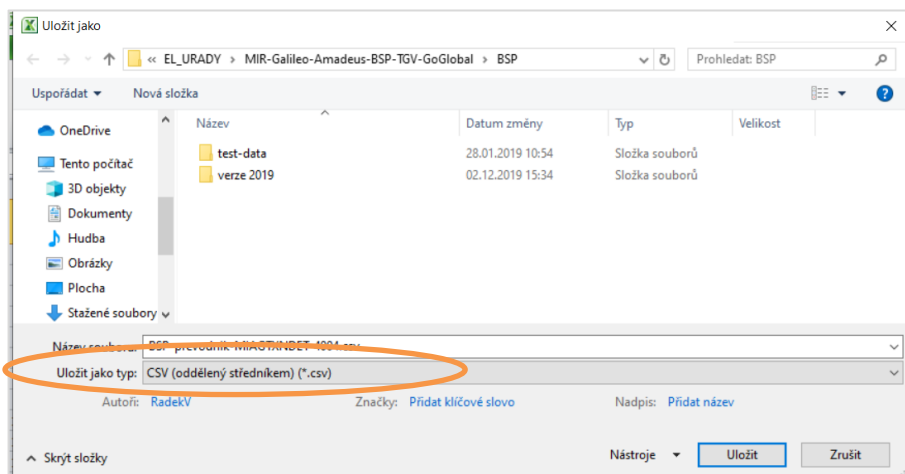 Uložit jako
« EL_URADY › MIR-Galileo-Amadeus-BSP-TGV-GoGlobal › BSP
Prohledat: BSP
Uspořádat Nová složka
Název Datum změny Typ Velikost
OneDrive
test-data 28.01.2019 10:54 Složka souborů
Tento počítač
verze 2019 02.12.2019 15:34 Složka souborů
3D objekty
Dokumenty
Hudba
Obrázky
Plocha
Stažené soubory
Název souboru:
Uložit jako typ: CSV (oddělený středníkem) (*.csv)
Autoři: RadekV Značky: Přidat klíčové slovo Nadpis: Přidat název
Skrýt složky Nástroje Uložit Zrušit